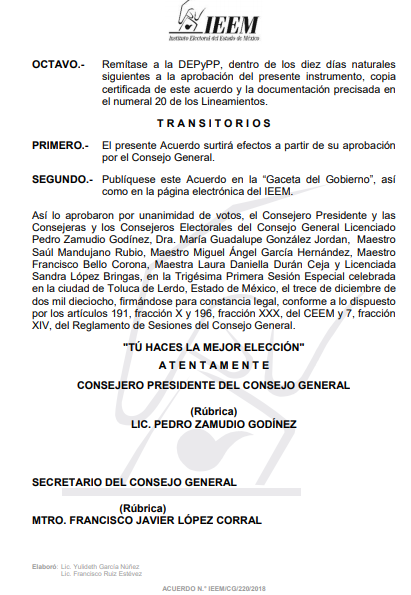 IEEM
Instituto Electoral del Estado de México
OCTAVO.- Remítase a la DEPyPP, dentro de los diez días naturales
siguientes a la aprobación del presente instrumento, copia
certificada de este acuerdo y la documentación precisada en
el numeral 20 de los Lineamientos.
T R A N S I T O R I O S
PRIMERO.- El presente Acuerdo surtirá efectos a partir de su aprobación
por el Consejo General.
SEGUNDO.- Publíquese este Acuerdo en la “Gaceta del Gobierno”, así
como en la página electrónica del IEEM.
Así lo aprobaron por unanimidad de votos, el Consejero Presidente y las
Consejeras y los Consejeros Electorales del Consejo General Licenciado
Pedro Zamudio Godínez, Dra. María Guadalupe González Jordan, Maestro
Saúl Mandujano Rubio, Maestro Miguel Ángel García Hernández, Maestro
Francisco Bello Corona, Maestra Laura Daniella Durán Ceja y Licenciada
Sandra López Bringas, en la Trigésima Primera Sesión Especial celebrada
en la ciudad de Toluca de Lerdo, Estado de México, el trece de diciembre de
dos mil dieciocho, firmándose para constancia legal, conforme a lo dispuesto
por los artículos 191, fracción X y 196, fracción XXX, del CEEM y 7, fracción
XIV, del Reglamento de Sesiones del Consejo General.
"TÚ HACES LA MEJOR ELECCIÓN"
A T E N T A M E N T E
CONSEJERO PRESIDENTE DEL CONSEJO GENERAL
(Rúbrica)
LIC. PEDRO ZAMUDIO GODÍNEZ
SECRETARIO DEL CONSEJO GENERAL
(Rúbrica)
MTRO. FRANCISCO JAVIER LÓPEZ CORRAL
Elaboró: Lic. Yulideth García Núñez
Lic. Francisco Ruiz Estévez
ACUERDO N.° IEEM/CG/220/2018